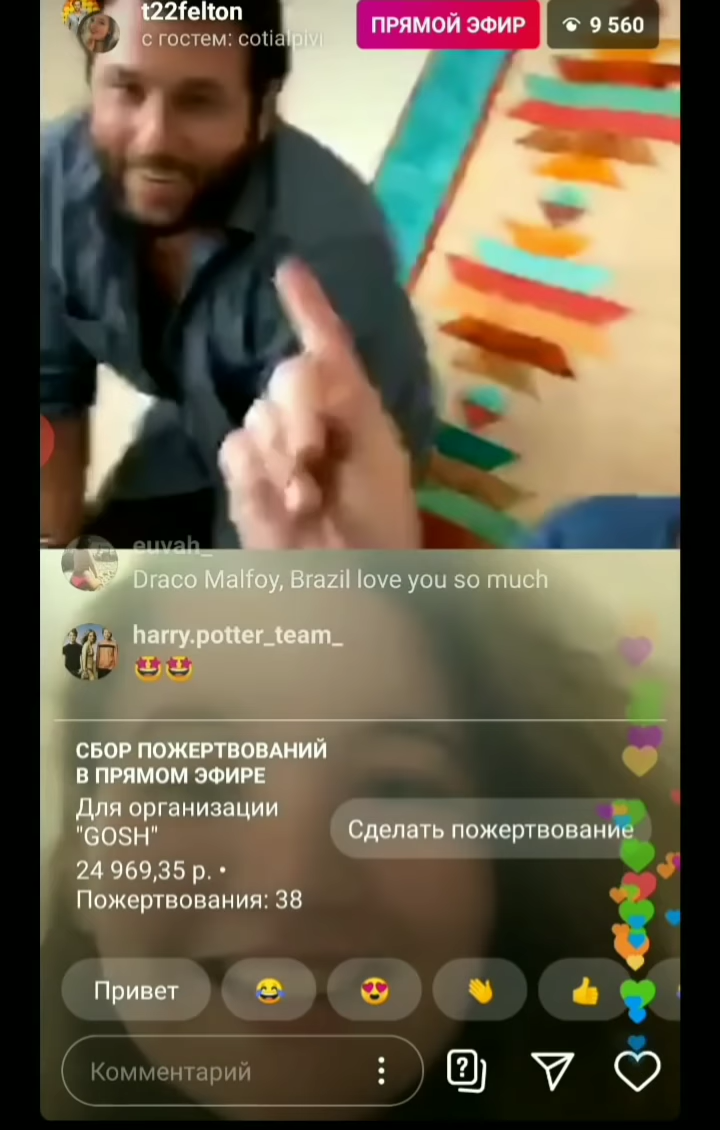 t22felton
с гостем: cotialpivi
ПРЯМОЙ ЭФИР
9 560
euvah_
Draco Malfoy, Brazil love you so much
harry.potter_team_
СБОР ПОЖЕРТВОВАНИЙ
В ПРЯМОМ ЭФИРЕ
Для организации
"GOSH"
Сделать пожертвование
24 969,35 р. •
Пожертвования: 38
Привет
Комментарий